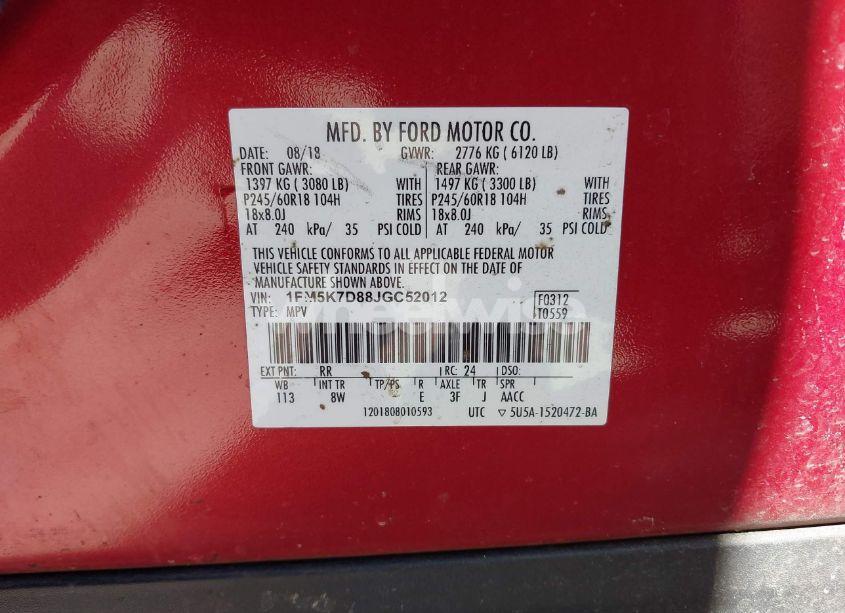 MFD. BY FORD MOTOR CO.
DATE: 08/18 GVWR: 2776 KG ( 6120 LB)
FRONT GAWR: REAR GAWR:
1397 KG ( 3080 LB) WITH 1497 KG ( 3300 LB) WITH
P245/60R18 104H TIRES P245/60R18 104H TIRES
18x8.0J RIMS 18x8.0J RIMS
AT 240 kPa/ 35 PSI COLD AT 240 kPa/ 35 PSI COLD
THIS VEHICLE CONFORMS TO ALL APPLICABLE FEDERAL MOTOR
VEHICLE SAFETY STANDARDS IN EFFECT ON THE DATE OF
MANUFACTURE SHOWN ABOVE.
VIN: 1FM5K7D88JGC52012 F0312
TYPE: MPV T0559
wheelwise
EXT PNT: RR RC: 24 DSO:
WB INT TR TP/PS R AXLE TR SPR
113 8W E 3F J AACC
1201808010593 UTC ▽ 5U5A-1520472-BA